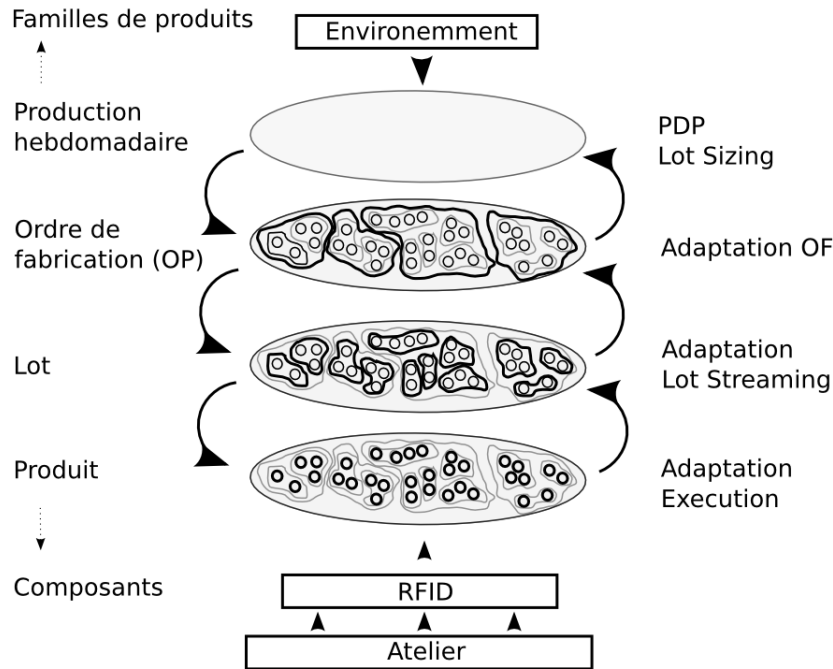 Familles de produits
Environemment
Production
hebdomadaire
PDP
Lot Sizing
Ordre de
fabrication (OP)
Adaptation OF
Lot
Adaptation
Lot Streaming
Produit
Adaptation
Execution
Composants
RFID
Atelier